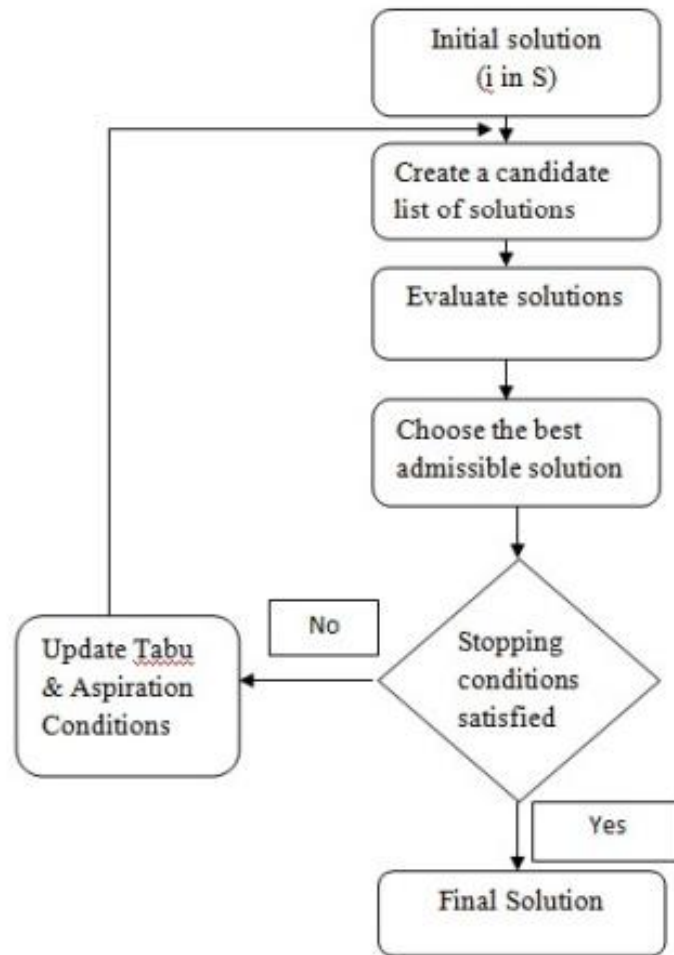 Initial solution
(i in S)
Create a candidate
list of solutions
Evaluate solutions
Choose the best
admissible solution
Stopping
conditions
satisfied
No
Update Tabu
& Aspiration
Conditions
Yes
Final Solution